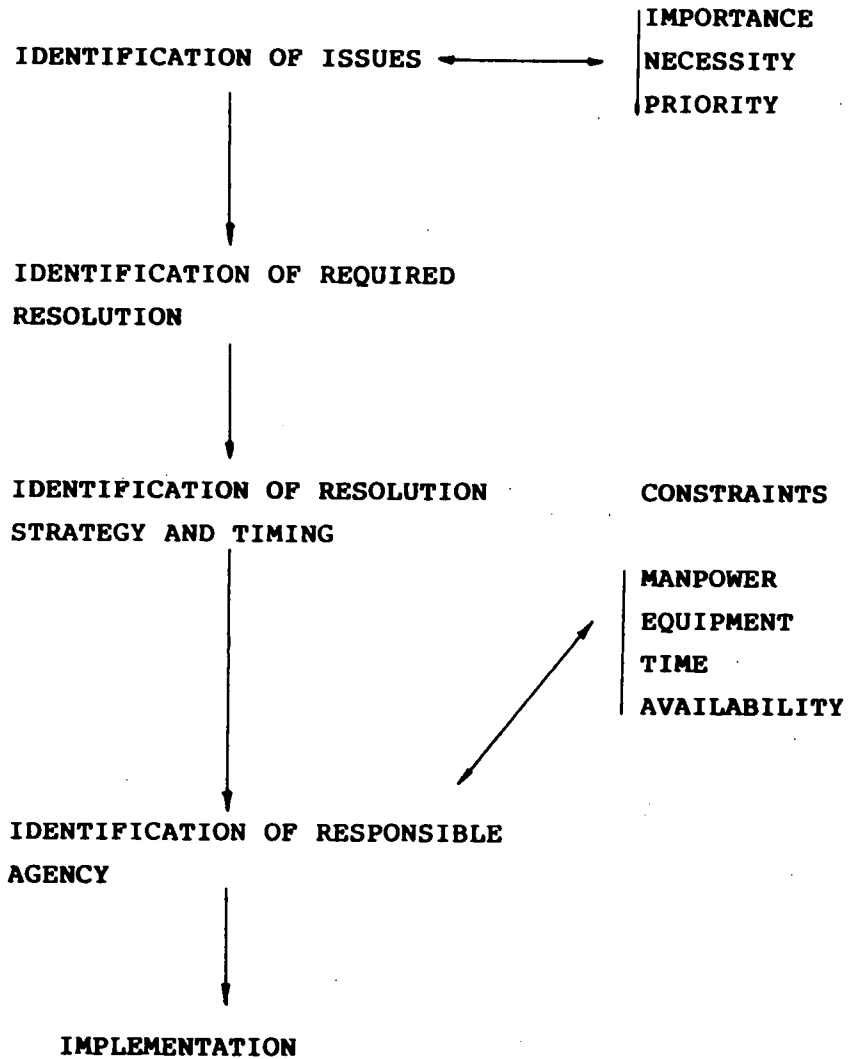 IDENTIFICATION OF ISSUES
IMPORTANCE
NECESSITY
PRIORITY
IDENTIFICATION OF REQUIRED
RESOLUTION
IDENTIFICATION OF RESOLUTION
STRATEGY AND TIMING
CONSTRAINTS
MANPOWER
EQUIPMENT
TIME
AVAILABILITY
IDENTIFICATION OF RESPONSIBLE
AGENCY
IMPLEMENTATION